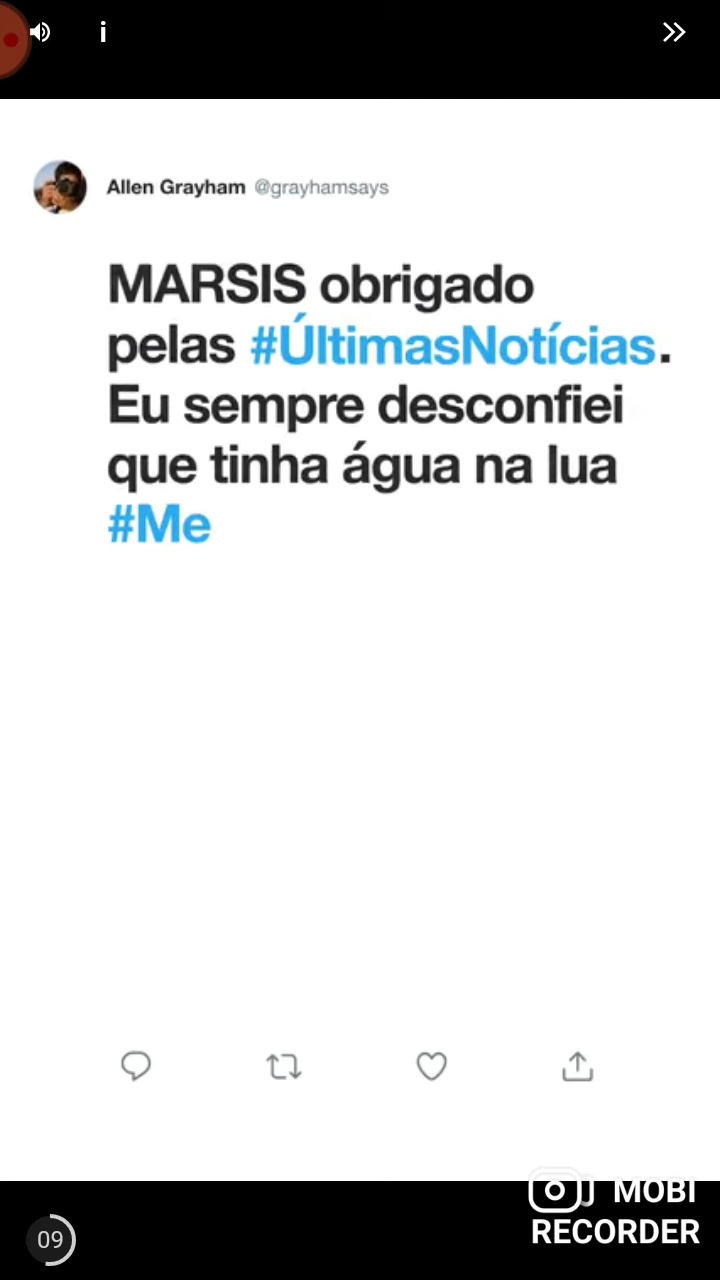 i
Allen Grayham @grayhamsays
MARSIS obrigado
pelas #ÚltimasNotícias.
Eu sempre desconfiei
que tinha água na lua
#Me
MOBI
RECORDER
09